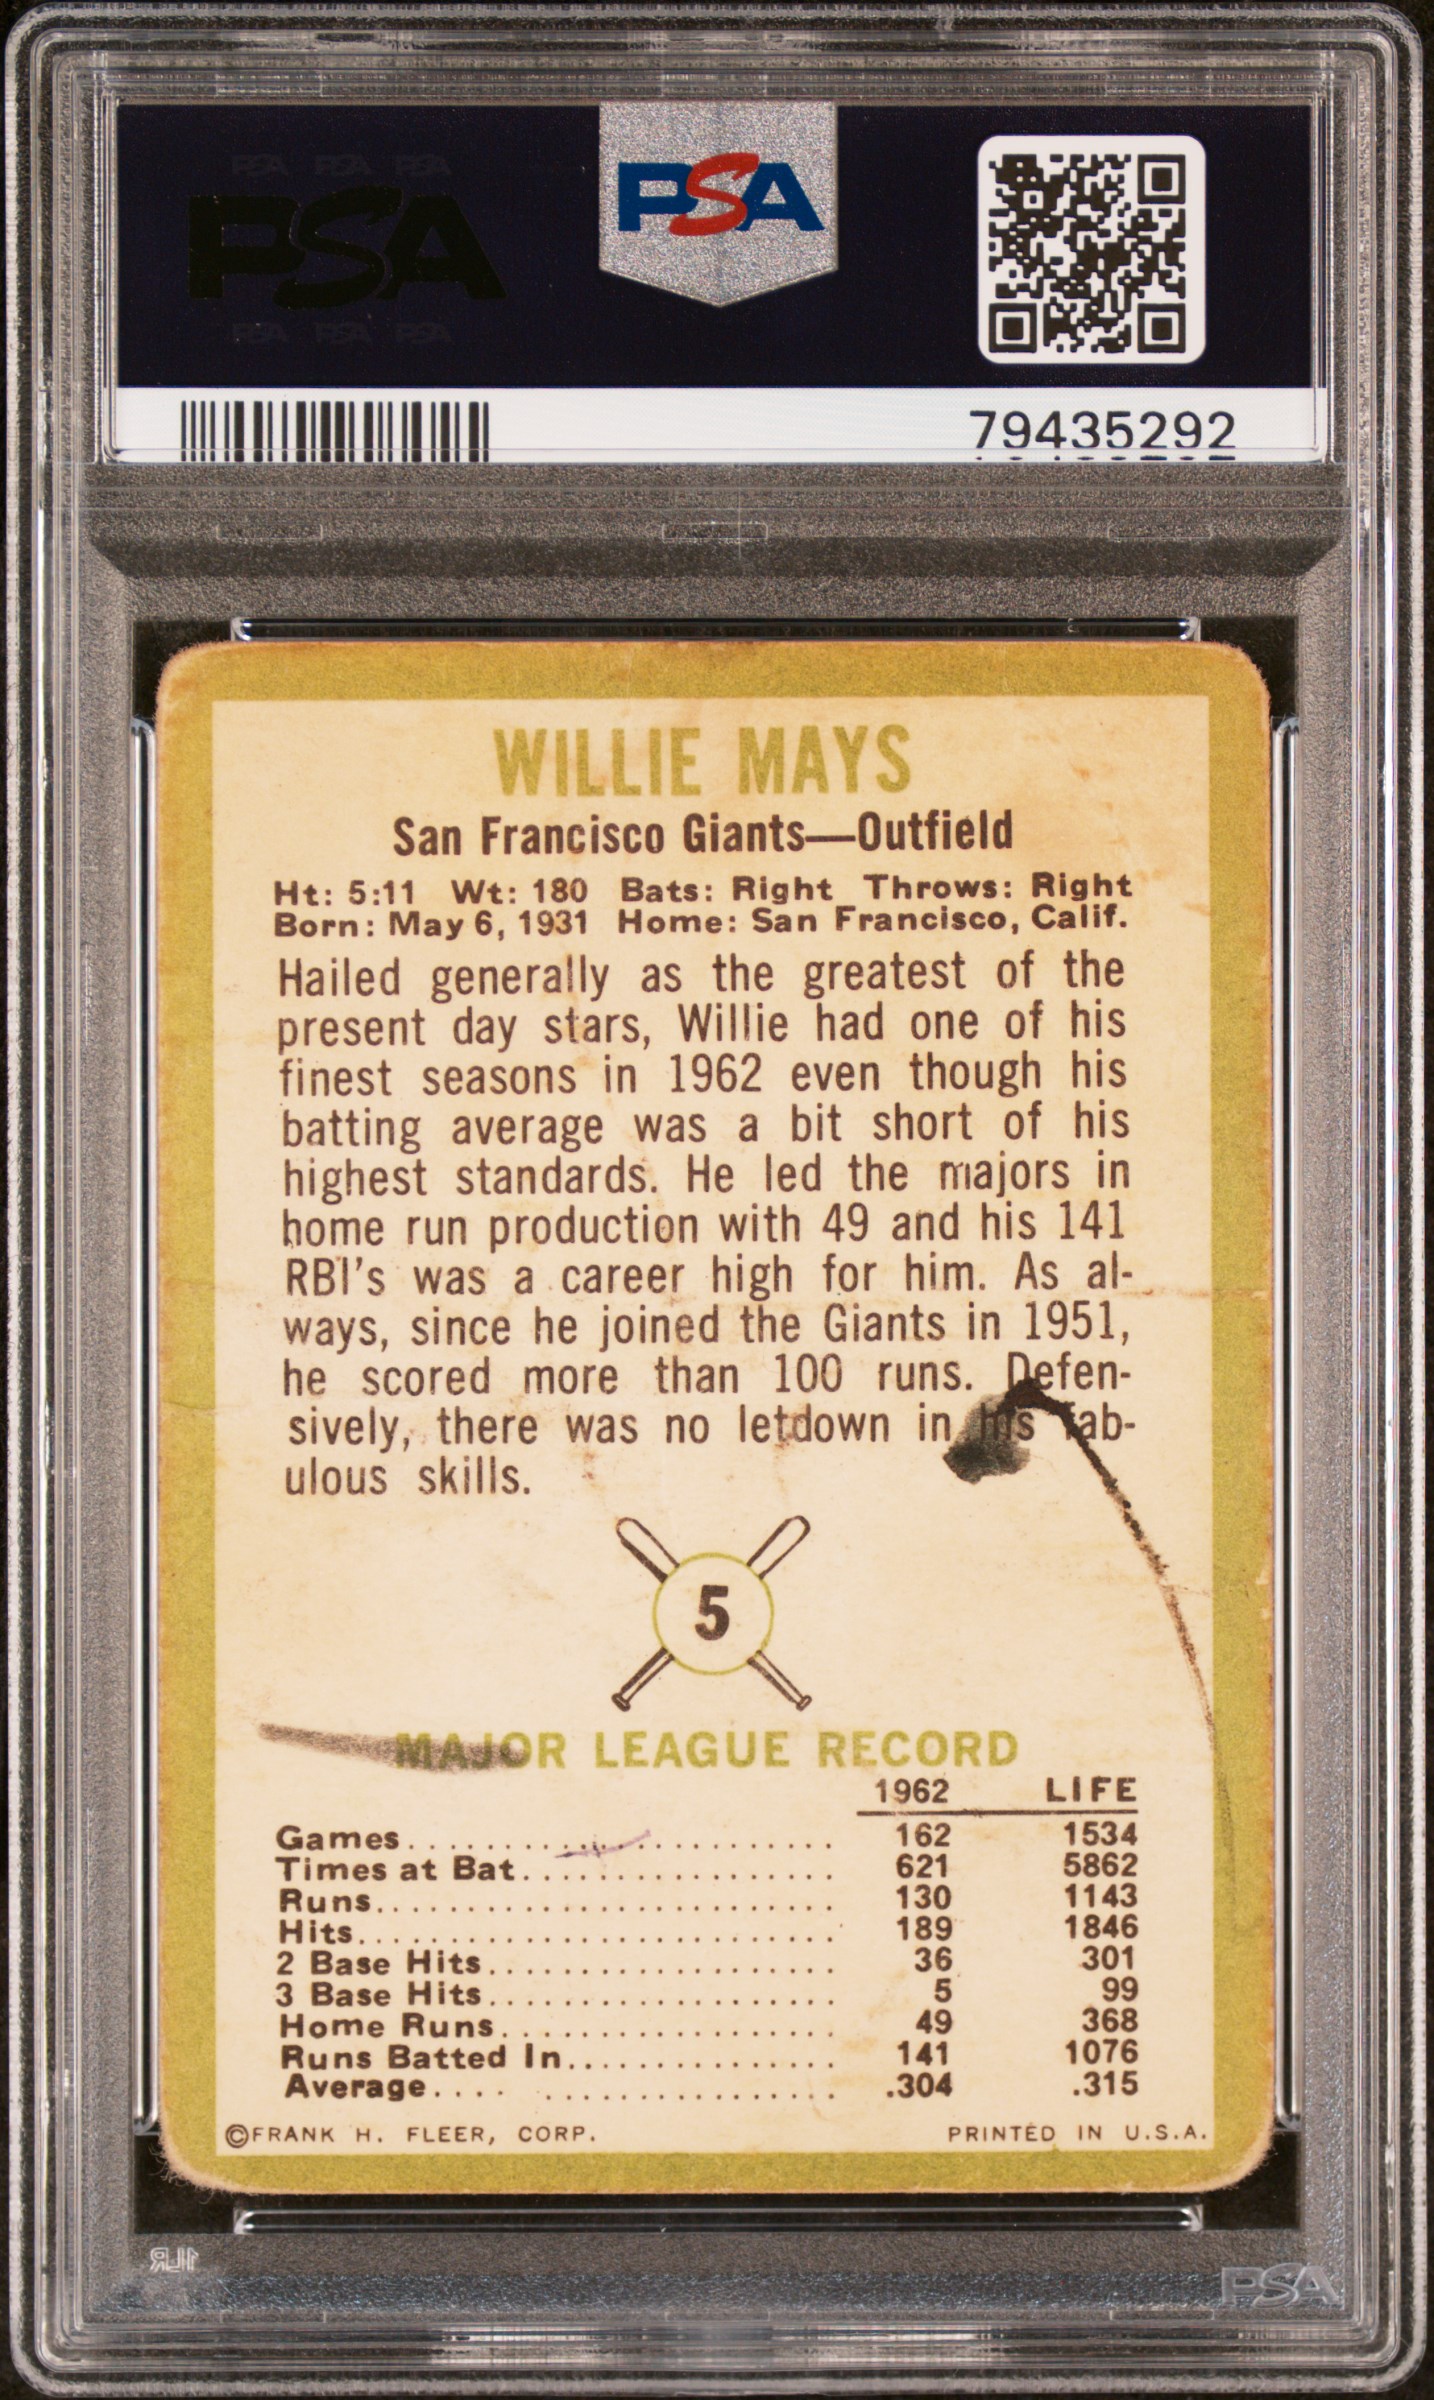 PSA PSA PSA
PSA
PSA PSA PSA
PSA
79435292
WILLIE MAYS
San Francisco Giants—Outfield
Ht: 5:11 Wt: 180 Bats: Right Throws: Right
Born: May 6, 1931 Home: San Francisco, Calif.
Hailed generally as the greatest of the
present day stars, Willie had one of his
finest seasons in 1962 even though his
batting average was a bit short of his
highest standards. He led the majors in
home run production with 49 and his 141
RBI's was a career high for him. As al-
ways, since he joined the Giants in 1951,
he scored more than 100 runs. Defen-
sively, there was no letdown in his fab-
ulous skills.
5
MAJOR LEAGUE RECORD
1962 LIFE
Games.......................... 162 1534
Times at Bat.................. 621 5862
Runs............................ 130 1143
Hits............................. 189 1846
2 Base Hits.................... 36 301
3 Base Hits.................... 5 99
Home Runs................... 49 368
Runs Batted In............... 141 1076
Average.... ................ .304 .315
©FRANK H. FLEER, CORP. PRINTED IN U.S.A.
1LR
PSA